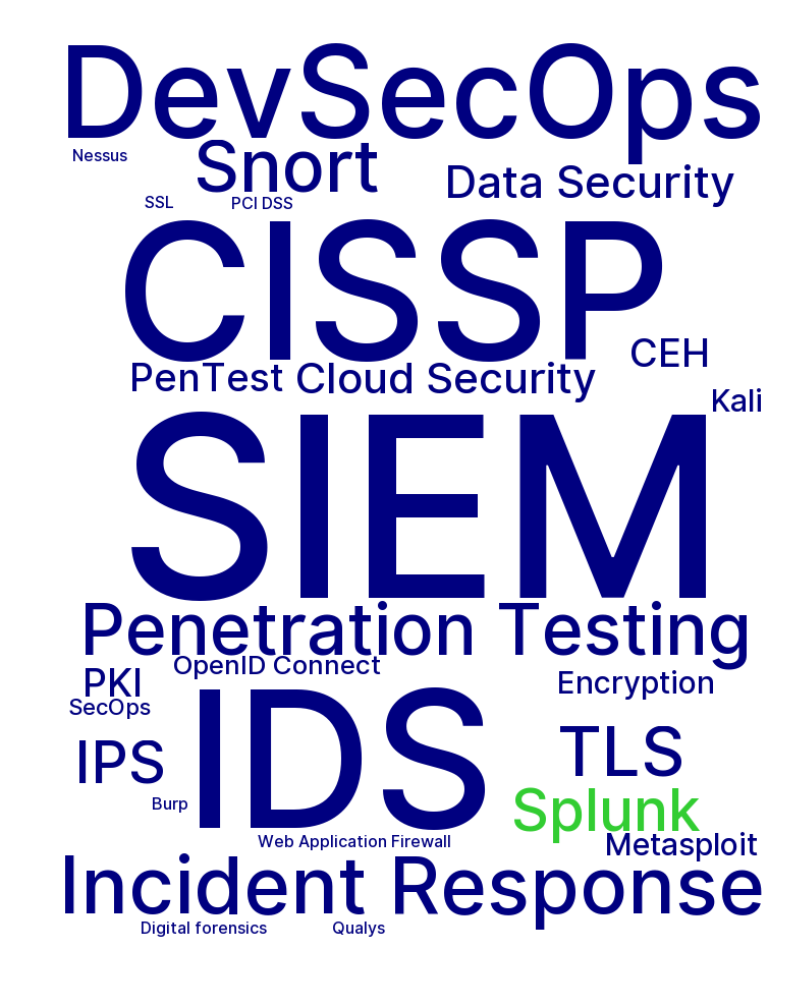 DevSecOps
Nessus
Snort
Data Security
SSL
PCI DSS
CISSP
CEH
PenTest
Cloud Security
Kali
SIEM
Penetration Testing
OpenID Connect
PKI
Encryption
SecOps
IDS
IPS
TLS
Splunk
Burp
Web Application Firewall
Metasploit
Incident Response
Digital forensics
Qualys